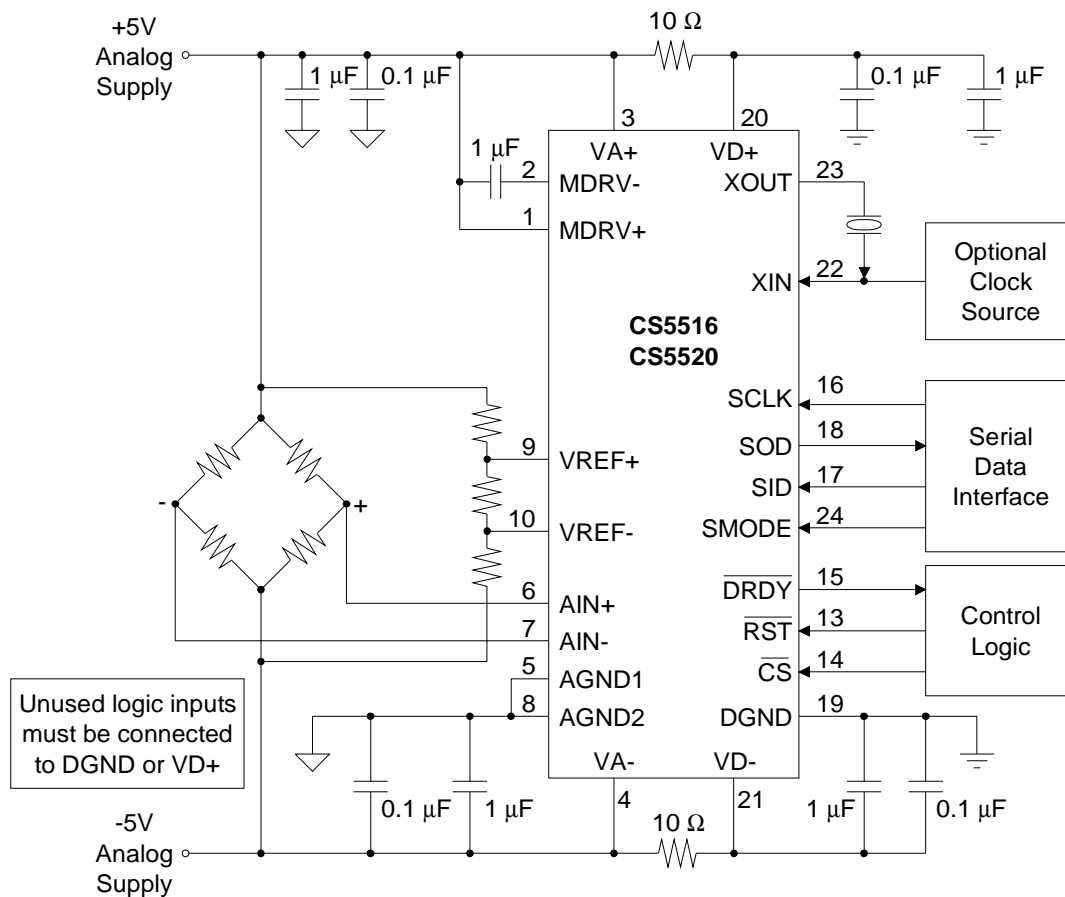 10 Ω
+5V
Analog
Supply
1 µF
0.1 µF
0.1 µF
1 µF
3
20
VA+
VD+
1 µF
2
MDRV-
XOUT
23
1
MDRV+
XIN
22
Optional
Clock
Source
CS5516
CS5520
SCLK
16
SOD
18
SID
17
SMODE
24
Serial
Data
Interface
9
VREF+
-
+
10
VREF-
6
AIN+
7
AIN-
5
AGND1
8
AGND2
DRDY
15
RST
13
CS
14
DGND
19
Control
Logic
Unused logic inputs
must be connected
to DGND or VD+
VA-
VD-
0.1 µF
1 µF
4
21
1 µF
0.1 µF
10 Ω
-5V
Analog
Supply